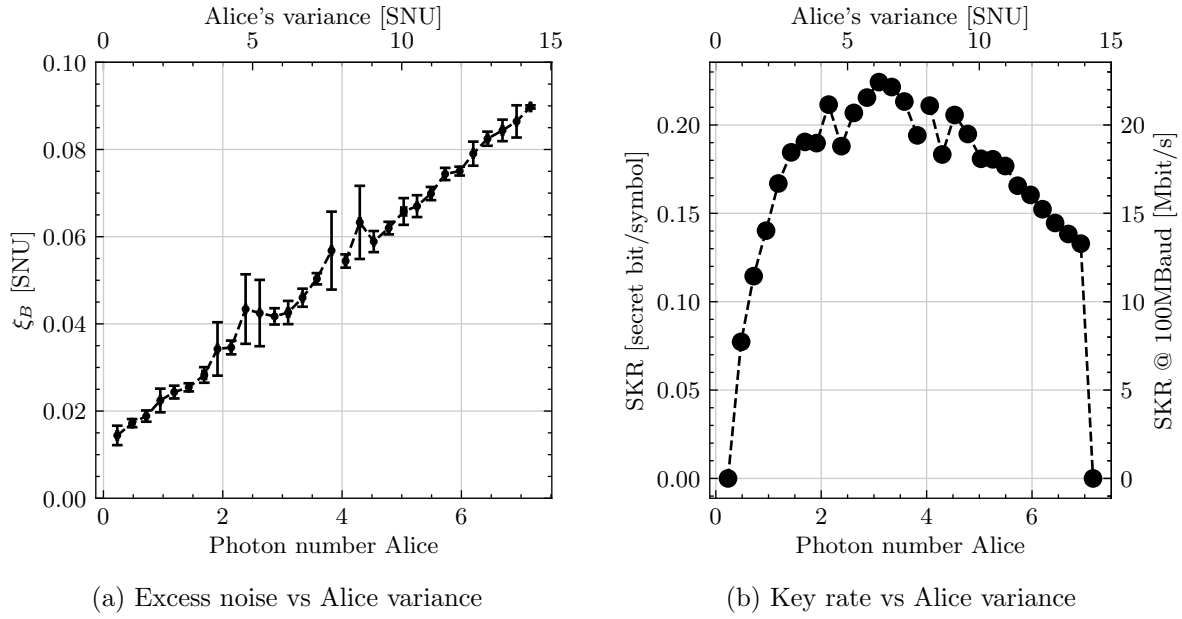 Alice's variance [SNU]
0 5 10 15
0.10
0.08
0.06
0.04
0.02
0.00
ξ_B [SNU]
0 2 4 6
Photon number Alice
(a) Excess noise vs Alice variance
Alice's variance [SNU]
0 5 10 15
0.20
0.15
0.10
0.05
0.00
SKR [secret bit/symbol]
20
15
10
5
0
SKR @ 100MBaud [Mbit/s]
0 2 4 6
Photon number Alice
(b) Key rate vs Alice variance